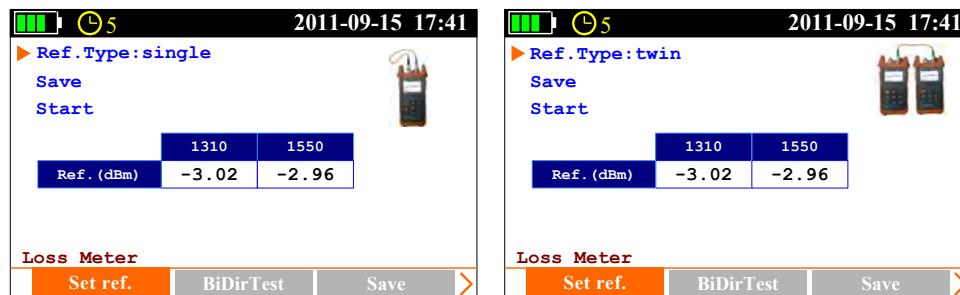 5 2011-09-15 17:41
Ref.Type:single
Save
Start
1310 1550
Ref.(dBm) -3.02 -2.96
Loss Meter
Set ref. BiDirTest Save
5 2011-09-15 17:41
Ref.Type:twin
Save
Start
1310 1550
Ref.(dBm) -3.02 -2.96
Loss Meter
Set ref. BiDirTest Save